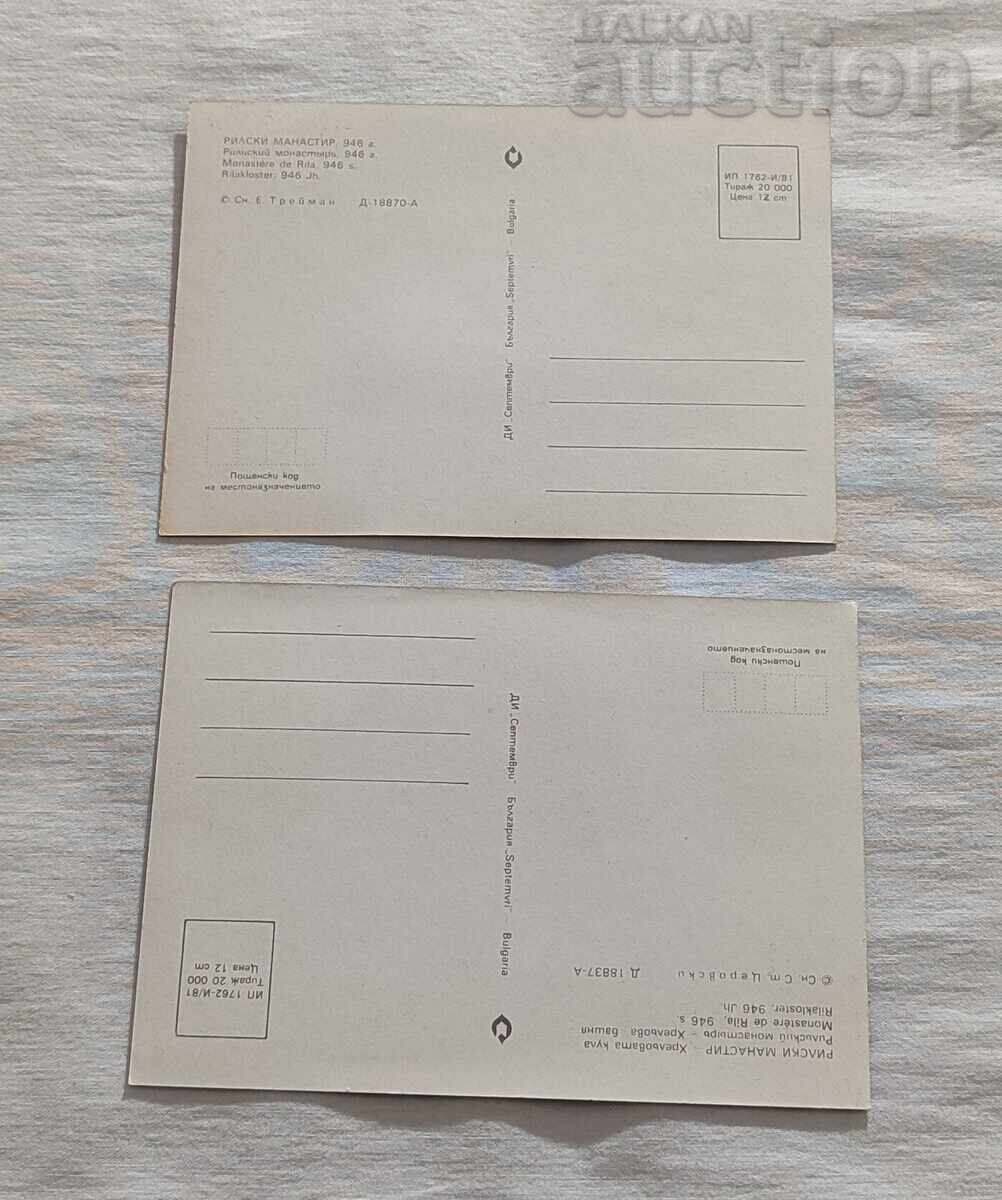 BALKAN
auction
РИЛСКИ МАНАСТИР, 946 г.
Рильский монастырь, 946 г.
Monastère de Rila, 946 s.
Rilakloster, 946 Jh.
© Сн. Е. Трейман Д-18870-А
ИП 1762-И/81
Тираж 20 000
Цена 12 ст
ДИ „Септември" България „Septemvri" – Bulgaria
Пощенски код
на местоназначението
РИЛСКИ МАНАСТИР – Хрельовата кула
Рильский монастырь – Хрельова башня
Monastère de Rila, 946 s.
Rilakloster, 946 Jh.
© Сн. Ст. Церовски Д 18837-А
ИП 1762-И/81
Тираж 20 000
Цена 12 ст
ДИ „Септември" България „Septemvri" – Bulgaria
Пощенски код
на местоназначението